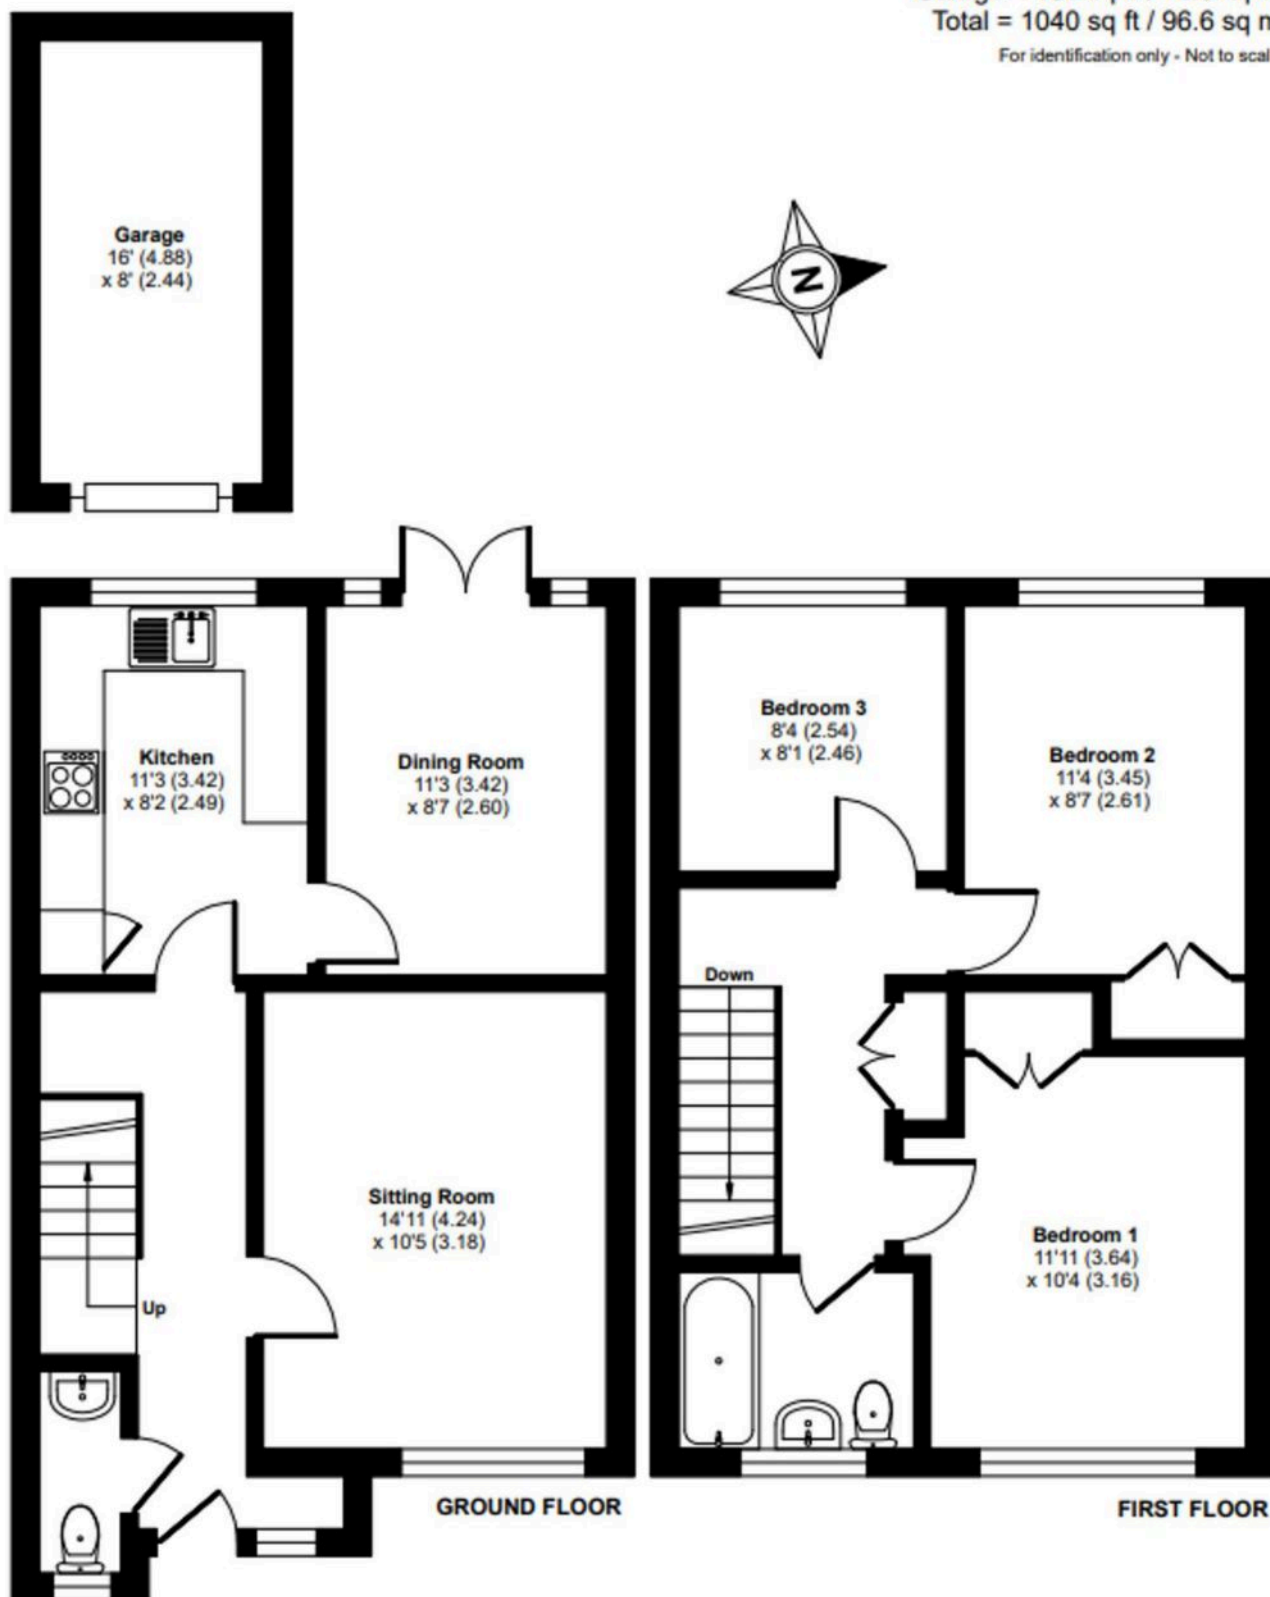 Total = 1040 sq ft / 96.6 sq m
For identification only - Not to scal
Garage
16' (4.88)
x 8' (2.44)
N
Kitchen
11'3 (3.42)
x 8'2 (2.49)
Dining Room
11'3 (3.42)
x 8'7 (2.60)
Bedroom 3
8'4 (2.54)
x 8'1 (2.46)
Bedroom 2
11'4 (3.45)
x 8'7 (2.61)
Down
Sitting Room
14'11 (4.24)
x 10'5 (3.18)
Up
Bedroom 1
11'11 (3.64)
x 10'4 (3.16)
GROUND FLOOR
FIRST FLOOR